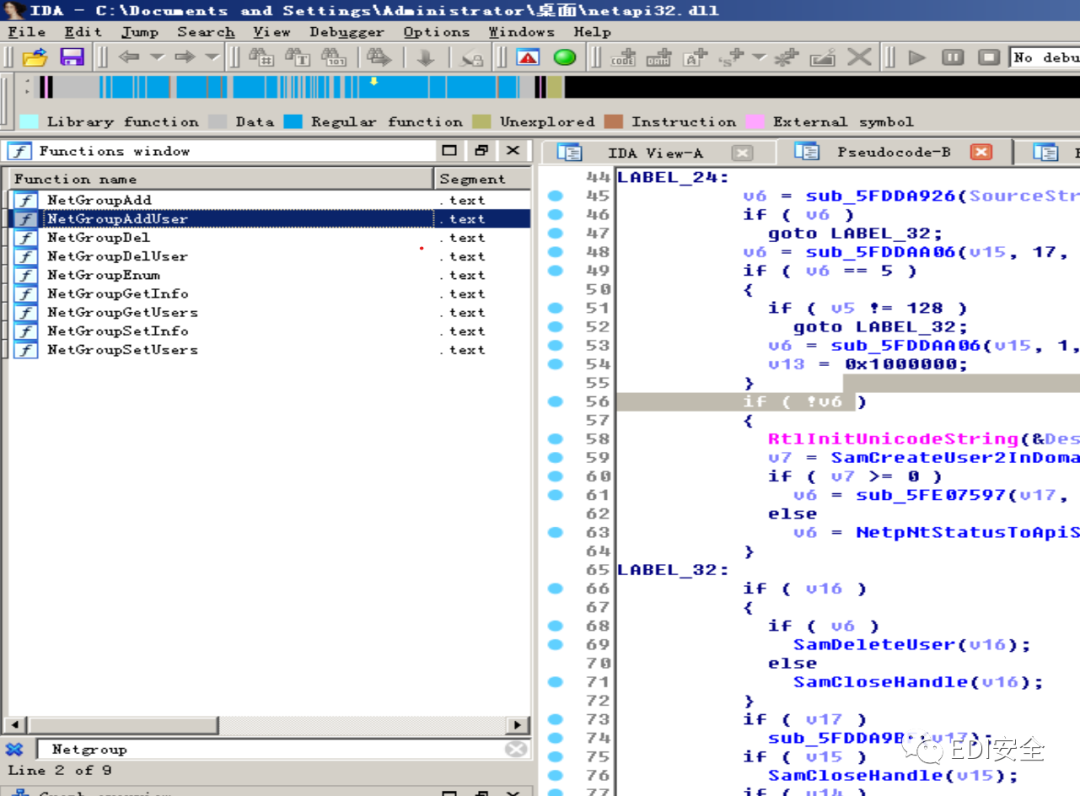 IDA - C:\Documents and Settings\Administrator\桌面\netapi32.dll
File Edit Jump Search View Debugger Options Windows Help
No debu
Library function Data Regular function Unexplored Instruction External symbol
Functions window
IDA View-A Pseudocode-B
Function name Segment
NetGroupAdd .text
NetGroupAddUser .text
NetGroupDel .text
NetGroupDelUser .text
NetGroupEnum .text
NetGroupGetInfo .text
NetGroupGetUsers .text
NetGroupSetInfo .text
NetGroupSetUsers .text
Netgroup
Line 2 of 9
44 LABEL_24:
45 v6 = sub_5FDDA926(SourceStr
46 if ( v6 )
47 goto LABEL_32;
48 v6 = sub_5FDDAA06(v15, 17,
49 if ( v6 == 5 )
50 {
51 if ( v5 != 128 )
52 goto LABEL_32;
53 v6 = sub_5FDDAA06(v15, 1,
54 v13 = 0x1000000;
55 }
56 if ( !v6 )
57 {
58 RtlInitUnicodeString(&Des
59 v7 = SamCreateUser2InDoma
60 if ( v7 >= 0 )
61 v6 = sub_5FE07597(v17,
62 else
63 v6 = NetpNtStatusToApiS
64 }
65 LABEL_32:
66 if ( v16 )
67 {
68 if ( v6 )
69 SamDeleteUser(v16);
70 else
71 SamCloseHandle(v16);
72 }
73 if ( v17 )
74 sub_5FDDA9B
75 if ( v15 )
76 SamCloseHandle(v15);
77 if ( v14 )
EDI安全